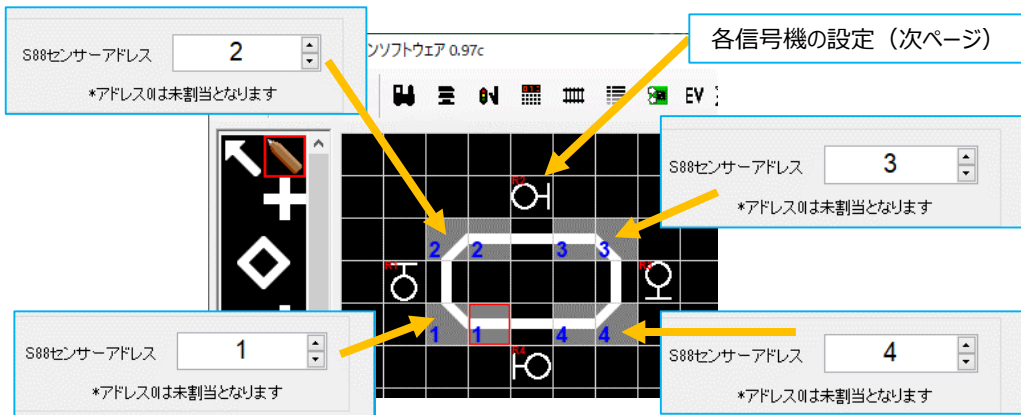 S88センサーアドレス 2
*アドレス0は未割当となります
ンソフトウェア 0.97c
各信号機の設定（次ページ）
EV
S88センサーアドレス 3
*アドレス0は未割当となります
R2
2 2 3 3
R1 R3
1 1 4 4
R4
S88センサーアドレス 1
*アドレス0は未割当となります
S88センサーアドレス 4
*アドレス0は未割当となります